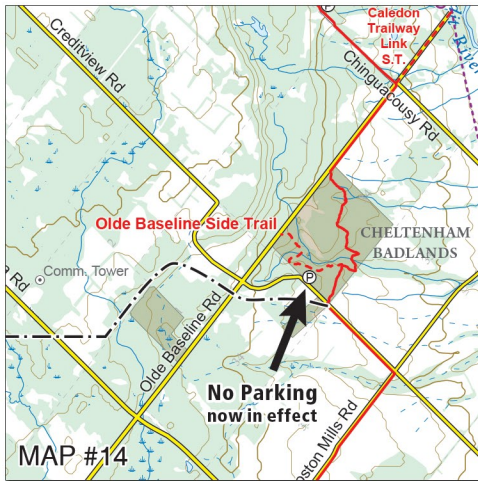 P
Caledon
Trailway
Link
S.T.
River
Creditview Rd
Chinguacousy Rd
Olde Baseline Side Trail
CHELTENHAM
BADLANDS
Comm. Tower
Rd
P
Olde Baseline Rd
No Parking
now in effect
oston Mills Rd
MAP #14